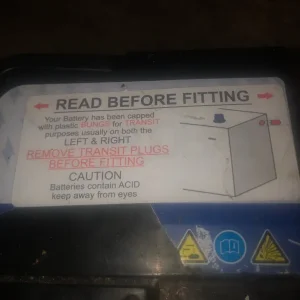 READ BEFORE FITTING
Your Battery has been capped
with plastic BUNGS for TRANSIT
purposes usually on both the
LEFT & RIGHT
REMOVE TRANSIT PLUGS
BEFORE FITTING
CAUTION
Batteries contain ACID
keep away from eyes